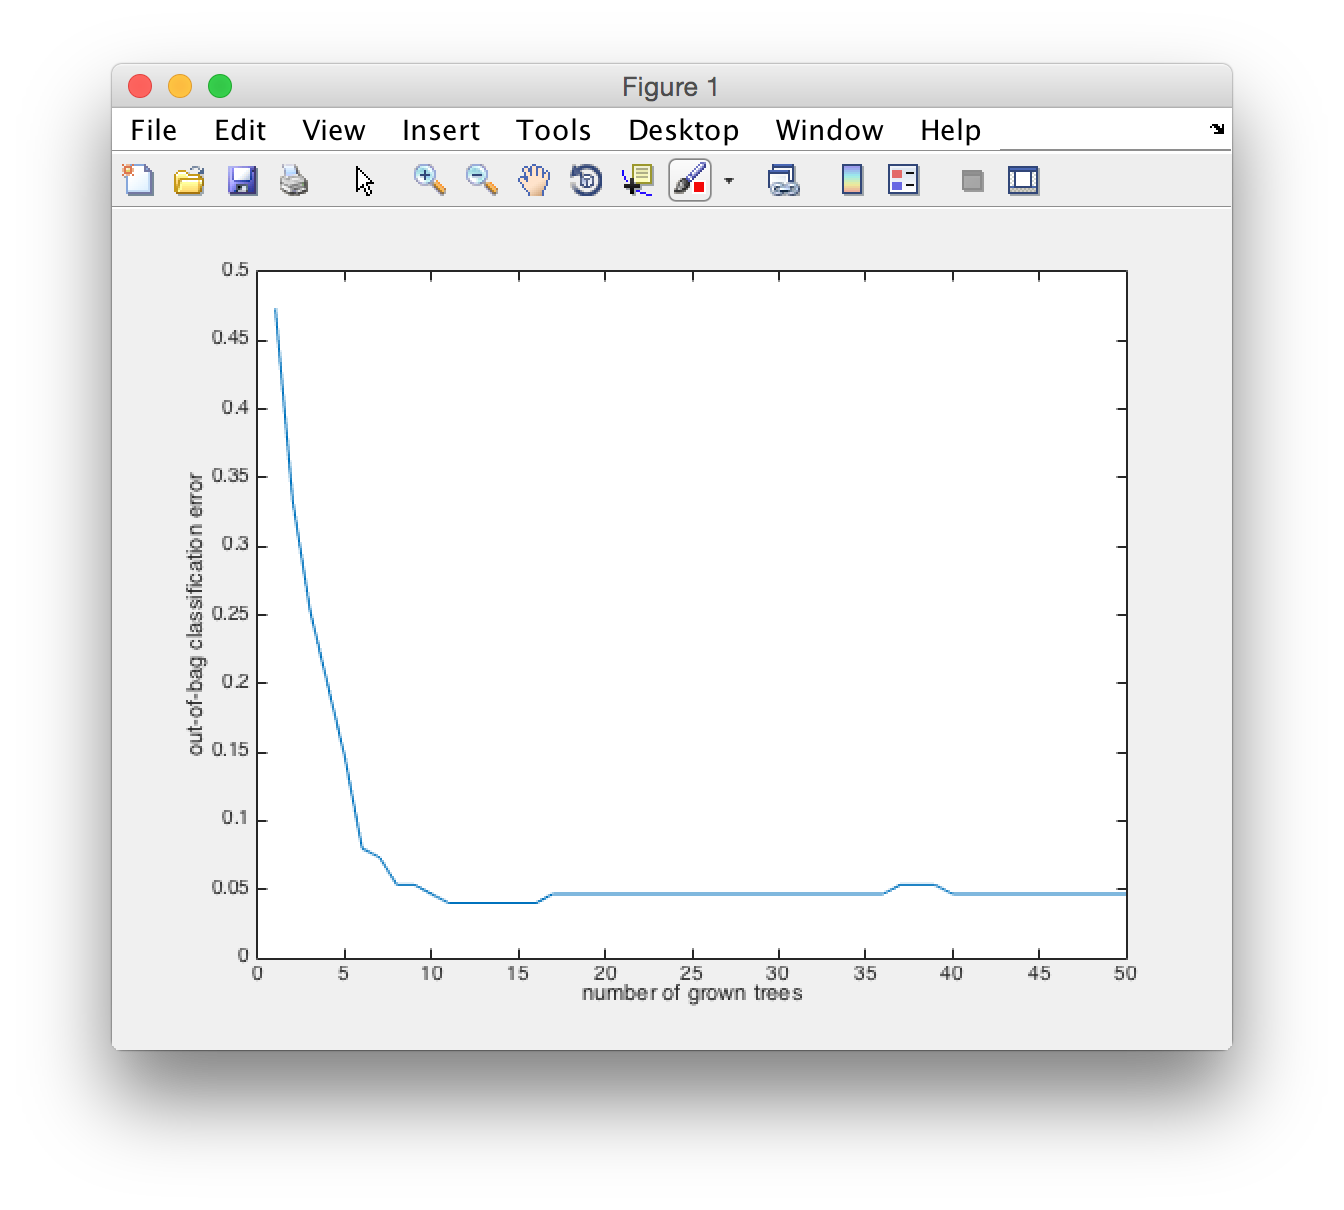 Figure 1
File Edit View Insert Tools Desktop Window Help
0.5
0.45
0.4
0.35
0.3
0.25
0.2
0.15
0.1
0.05
0
out-of-bag classification error
0 5 10 15 20 25 30 35 40 45 50
number of grown trees